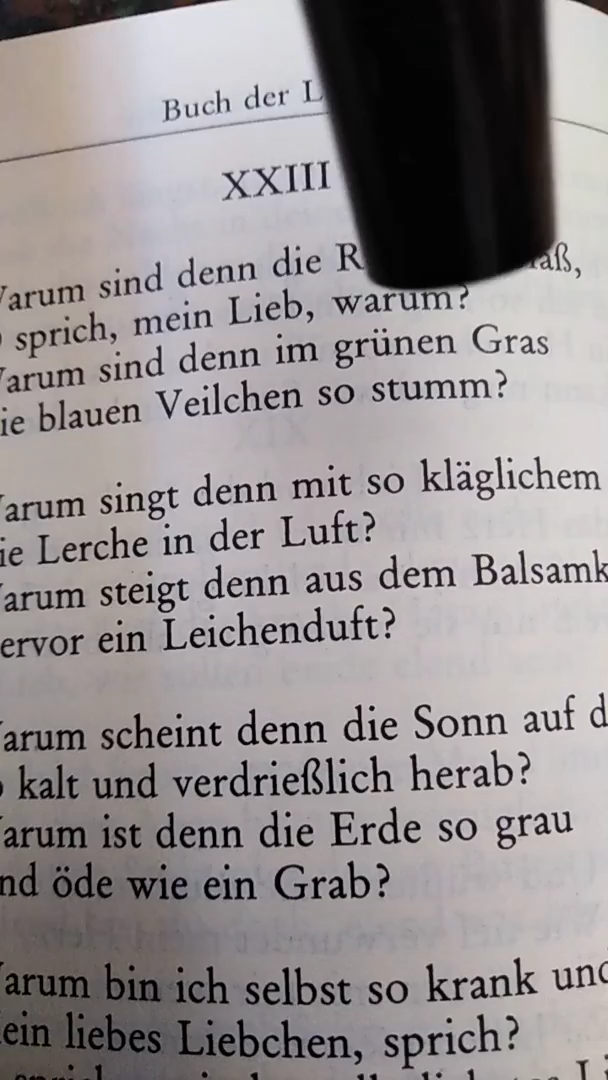 Buch der L
XXIII
arum sind denn die R aß,
sprich, mein Lieb, warum?
arum sind denn im grünen Gras
ie blauen Veilchen so stumm?
arum singt denn mit so kläglichem
ie Lerche in der Luft?
arum steigt denn aus dem Balsamk
ervor ein Leichenduft?
arum scheint denn die Sonn auf d
kalt und verdrießlich herab?
arum ist denn die Erde so grau
nd öde wie ein Grab?
arum bin ich selbst so krank und
ein liebes Liebchen, sprich?